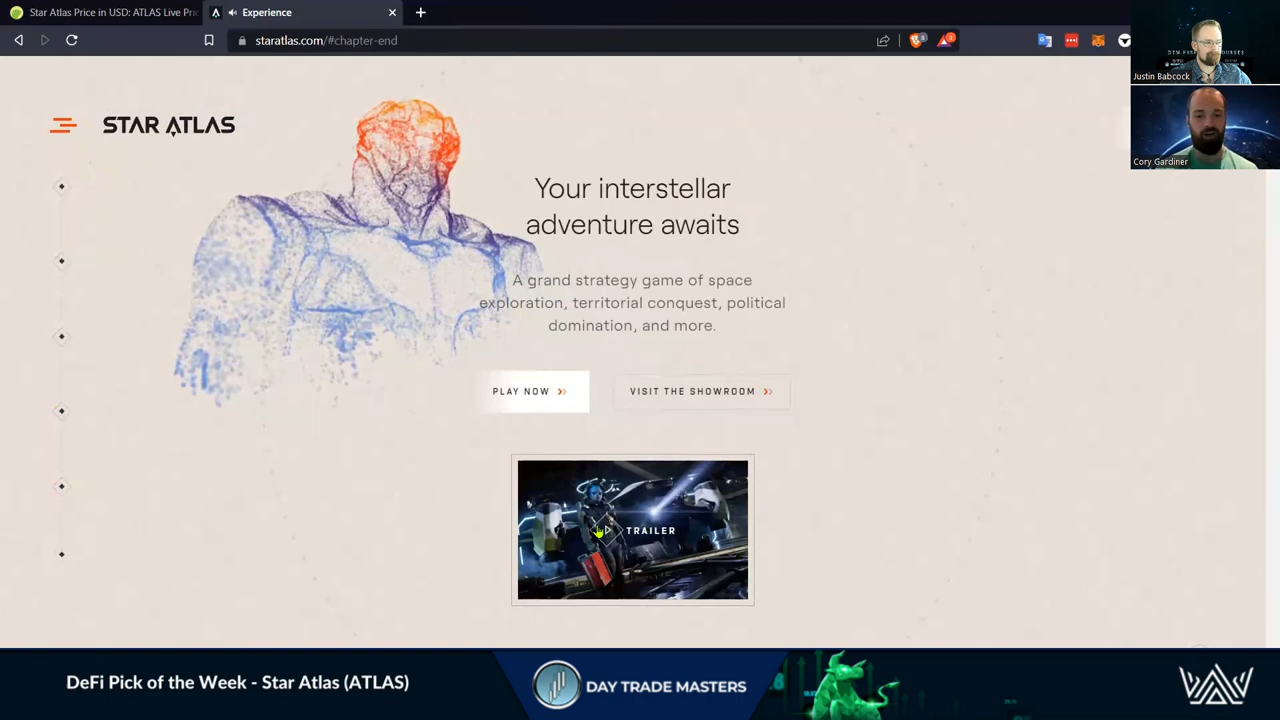 Star Atlas Price in USD: ATLAS Live Pri
Experience
staratlas.com/#chapter-end
Justin Babcock
Cory Gardiner
STAR ATLAS
Your interstellar
adventure awaits
A grand strategy game of space
exploration, territorial conquest, political
domination, and more.
PLAY NOW
VISIT THE SHOWROOM
TRAILER
DeFi Pick of the Week - Star Atlas (ATLAS)
DAY TRADE MASTERS